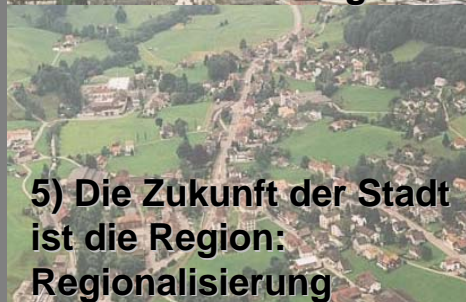 5) Die Zukunft der Stadt
ist die Region:
Regionalisierung